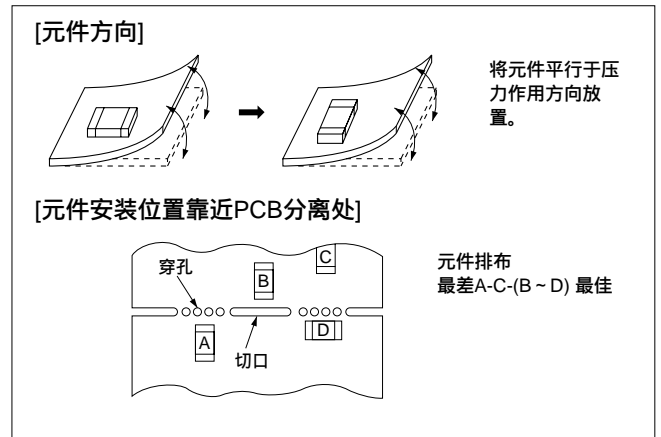 [元件方向]
将元件平行于压
力作用方向放
置。
[元件安装位置靠近PCB分离处]
穿孔
C
B
A
D
切口
元件排布
最差A-C-(B ~ D) 最佳